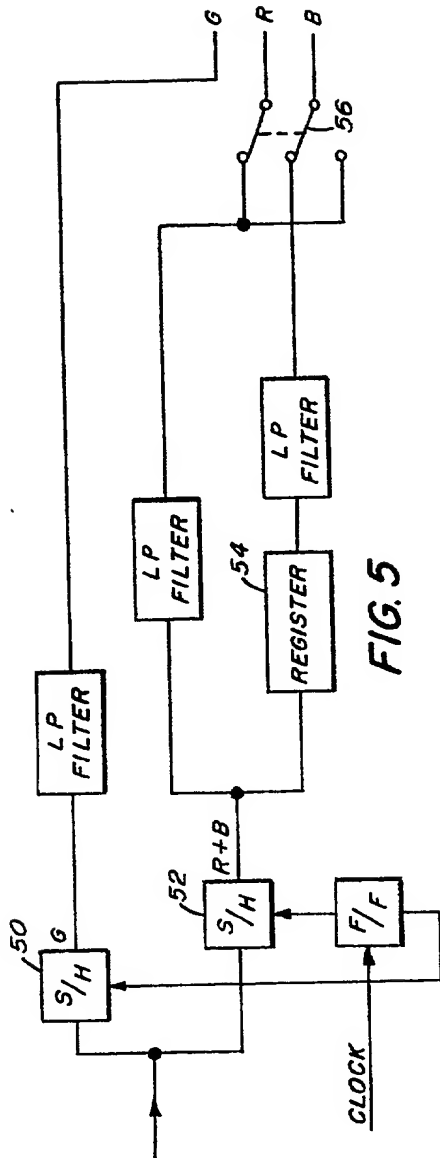 50
S/H
G
LP
FILTER
G
52
S/H
R+B
LP
FILTER
54
REGISTER
LP
FILTER
R
B
56
F/F
CLOCK
FIG. 5